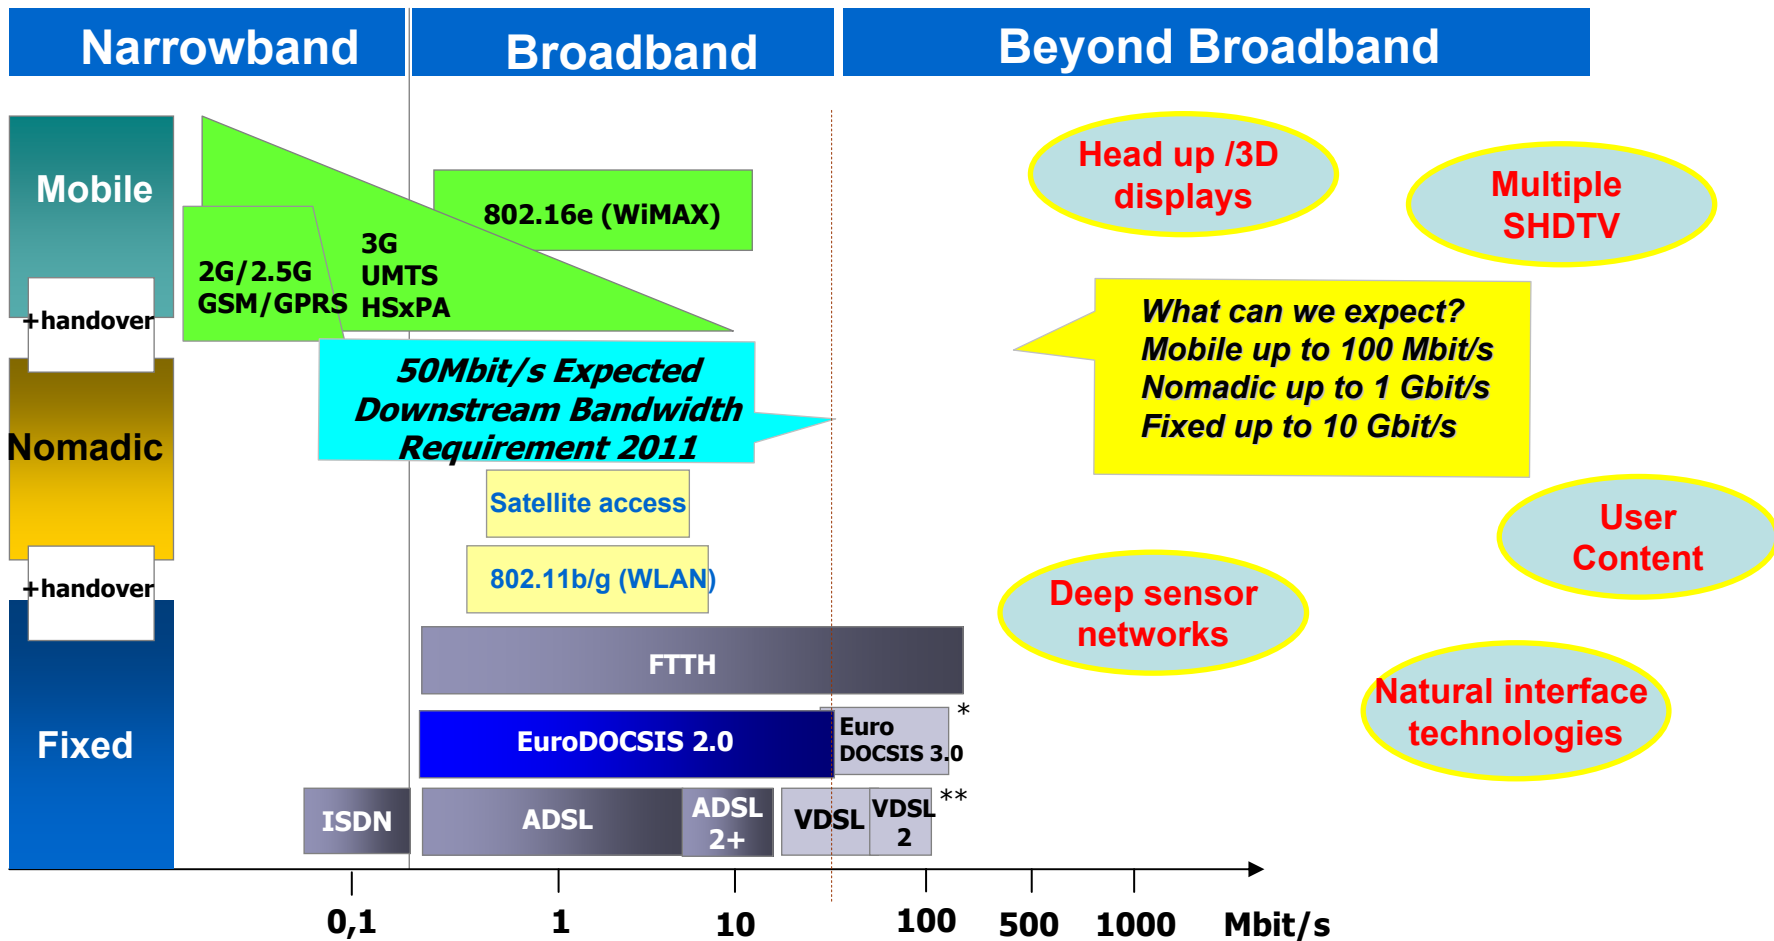 Narrowband
Broadband
Beyond Broadband
Mobile
+handover
Nomadic
+handover
Fixed
2G/2.5G
GSM/GPRS
3G
UMTS
HSxPA
802.16e (WiMAX)
50Mbit/s Expected
Downstream Bandwidth
Requirement 2011
Satellite access
802.11b/g (WLAN)
FTTH
EuroDOCSIS 2.0
Euro
DOCSIS 3.0
*
ISDN
ADSL
ADSL
2+
VDSL
VDSL
2
**
Head up /3D
displays
Multiple
SHDTV
What can we expect?
Mobile up to 100 Mbit/s
Nomadic up to 1 Gbit/s
Fixed up to 10 Gbit/s
User
Content
Deep sensor
networks
Natural interface
technologies
0,1
1
10
100
500
1000
Mbit/s